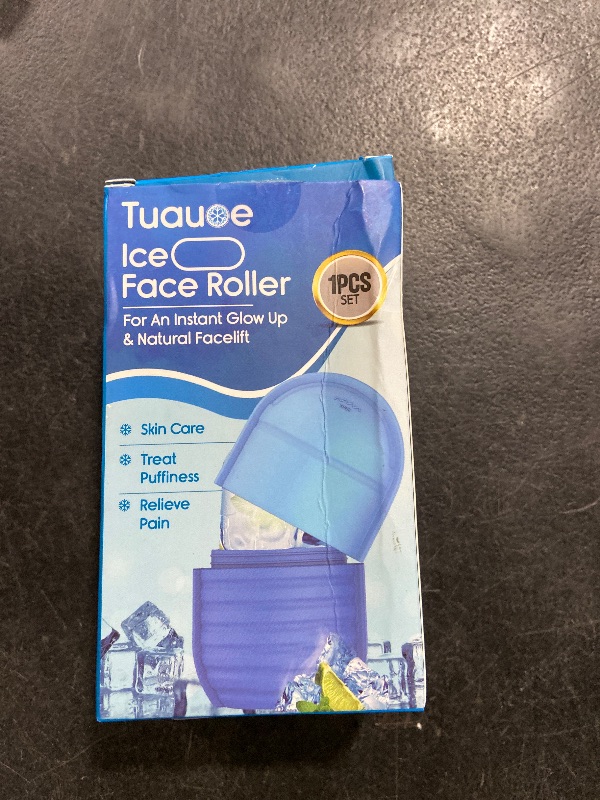 Tuauoe
Ice
Face Roller
1PCS
SET
For An Instant Glow Up
& Natural Facelift
Skin Care
Treat
Puffiness
Relieve
Pain